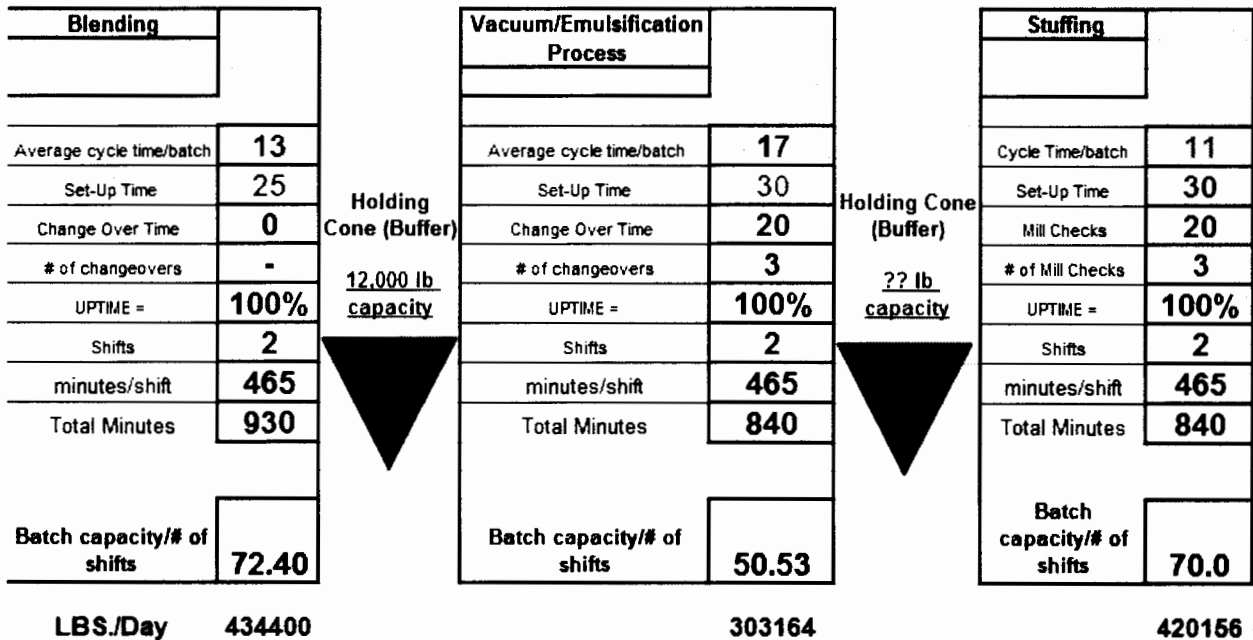 Blending
Average cycle time/batch 13
Set-Up Time 25
Change Over Time 0
# of changeovers -
UPTIME = 100%
Shifts 2
minutes/shift 465
Total Minutes 930
Batch capacity/# of
shifts 72.40
LBS./Day 434400
Holding
Cone (Buffer)
12,000 lb
capacity
Vacuum/Emulsification
Process
Average cycle time/batch 17
Set-Up Time 30
Change Over Time 20
# of changeovers 3
UPTIME = 100%
Shifts 2
minutes/shift 465
Total Minutes 840
Batch capacity/# of
shifts 50.53
303164
Holding Cone
(Buffer)
?? lb
capacity
Stuffing
Cycle Time/batch 11
Set-Up Time 30
Mill Checks 20
# of Mill Checks 3
UPTIME = 100%
Shifts 2
minutes/shift 465
Total Minutes 840
Batch
capacity/# of
shifts 70.0
420156